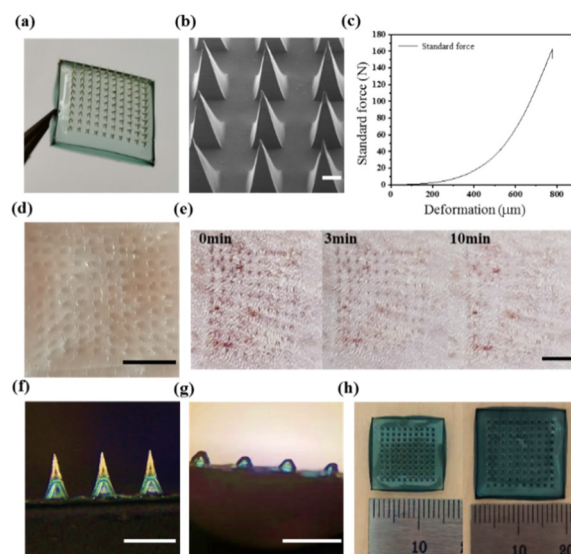 (a)
(b)
(c)
180
160
140
120
100
80
60
40
20
0
Standard force (N)
Standard force
0
200
400
600
800
Deformation (μm)
(d)
(e)
0min
3min
10min
(f)
(g)
(h)
10
10
20